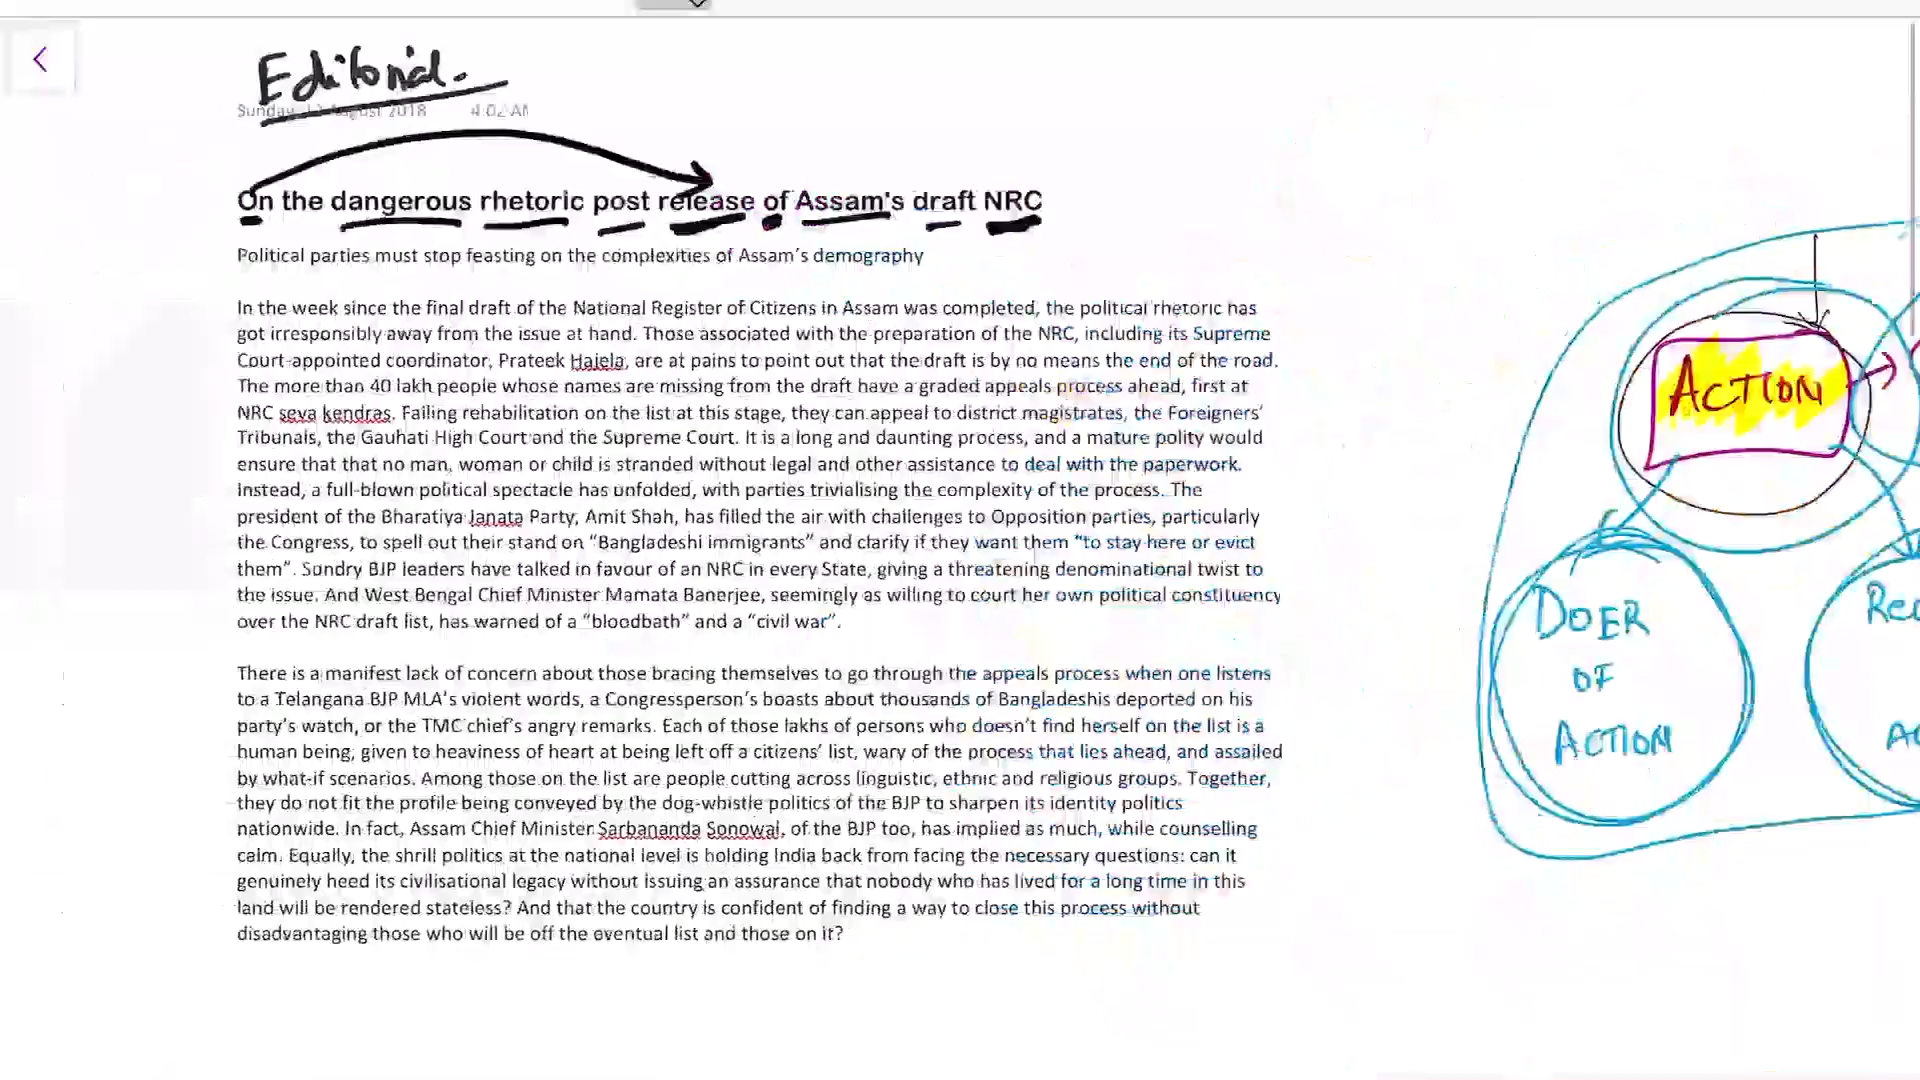 Editorial.
Sunday, 12 August 2018 4:02 AM
On the dangerous rhetoric post release of Assam's draft NRC
Political parties must stop feasting on the complexities of Assam's demography
In the week since the final draft of the National Register of Citizens in Assam was completed, the political rhetoric has
got irresponsibly away from the issue at hand. Those associated with the preparation of the NRC, including its Supreme
Court-appointed coordinator, Prateek Hajela, are at pains to point out that the draft is by no means the end of the road.
The more than 40 lakh people whose names are missing from the draft have a graded appeals process ahead, first at
NRC seva kendras. Failing rehabilitation on the list at this stage, they can appeal to district magistrates, the Foreigners'
Tribunals, the Gauhati High Court and the Supreme Court. It is a long and daunting process, and a mature polity would
ensure that that no man, woman or child is stranded without legal and other assistance to deal with the paperwork.
Instead, a full-blown political spectacle has unfolded, with parties trivialising the complexity of the process. The
president of the Bharatiya Janata Party, Amit Shah, has filled the air with challenges to Opposition parties, particularly
the Congress, to spell out their stand on “Bangladeshi immigrants” and clarify if they want them “to stay here or evict
them”. Sundry BJP leaders have talked in favour of an NRC in every State, giving a threatening denominational twist to
the issue. And West Bengal Chief Minister Mamata Banerjee, seemingly as willing to court her own political constituency
over the NRC draft list, has warned of a “bloodbath” and a “civil war”.
There is a manifest lack of concern about those bracing themselves to go through the appeals process when one listens
to a Telangana BJP MLA's violent words, a Congressperson's boasts about thousands of Bangladeshis deported on his
party's watch, or the TMC chief's angry remarks. Each of those lakhs of persons who doesn't find herself on the list is a
human being, given to heaviness of heart at being left off a citizens' list, wary of the process that lies ahead, and assailed
by what-if scenarios. Among those on the list are people cutting across linguistic, ethnic and religious groups. Together,
they do not fit the profile being conveyed by the dog-whistle politics of the BJP to sharpen its identity politics
nationwide. In fact, Assam Chief Minister Sarbananda Sonowal, of the BJP too, has implied as much, while counselling
calm. Equally, the shrill politics at the national level is holding India back from facing the necessary questions: can it
genuinely heed its civilisational legacy without issuing an assurance that nobody who has lived for a long time in this
land will be rendered stateless? And that the country is confident of finding a way to close this process without
disadvantaging those who will be off the eventual list and those on it?
ACTION
DOER
OF
ACTION